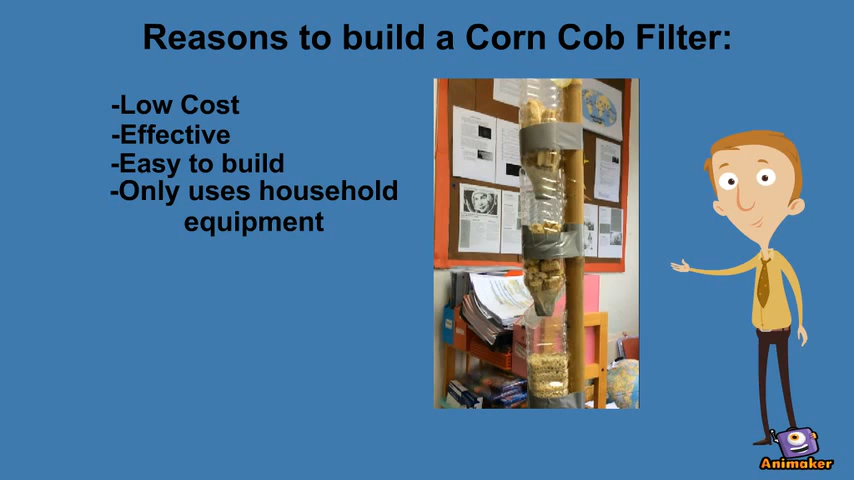 Reasons to build a Corn Cob Filter:
-Low Cost
-Effective
-Easy to build
-Only uses household
equipment
Animaker